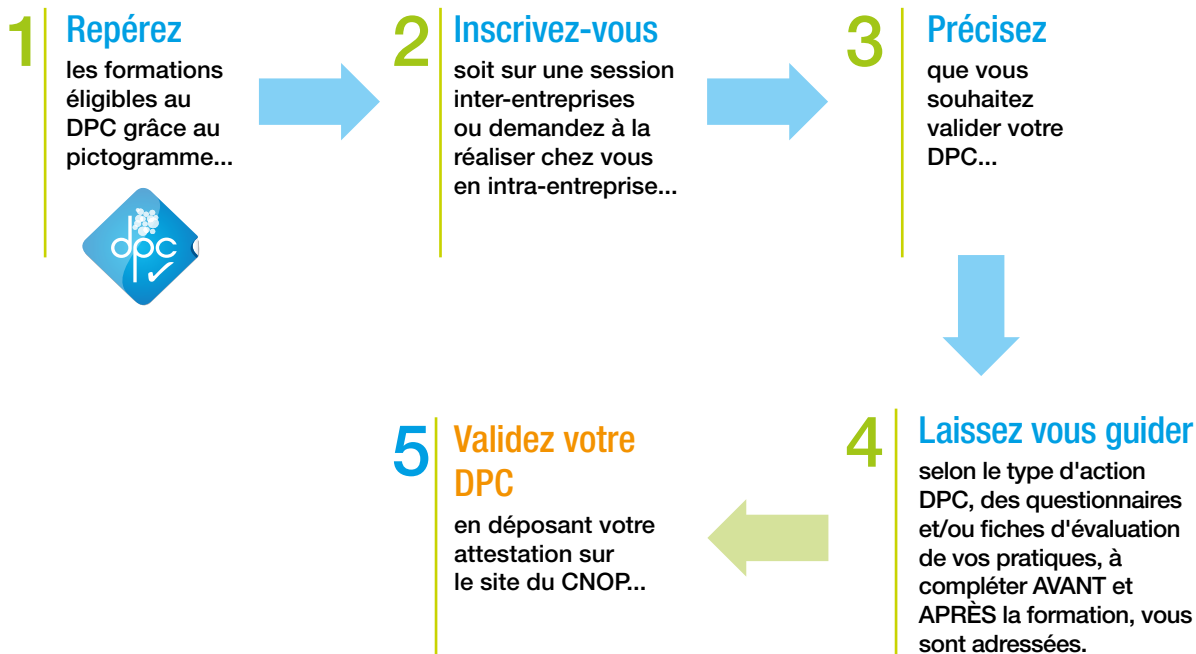 1
Repérez
les formations
éligibles au
DPC grâce au
pictogramme...
dpc
2
Inscrivez-vous
soit sur une session
inter-entreprises
ou demandez à la
réaliser chez vous
en intra-entreprise...
3
Précisez
que vous
souhaitez
valider votre
DPC...
4
Laissez vous guider
selon le type d'action
DPC, des questionnaires
et/ou fiches d'évaluation
de vos pratiques, à
compléter AVANT et
APRÈS la formation, vous
sont adressées.
5
Validez votre
DPC
en déposant votre
attestation sur
le site du CNOP...